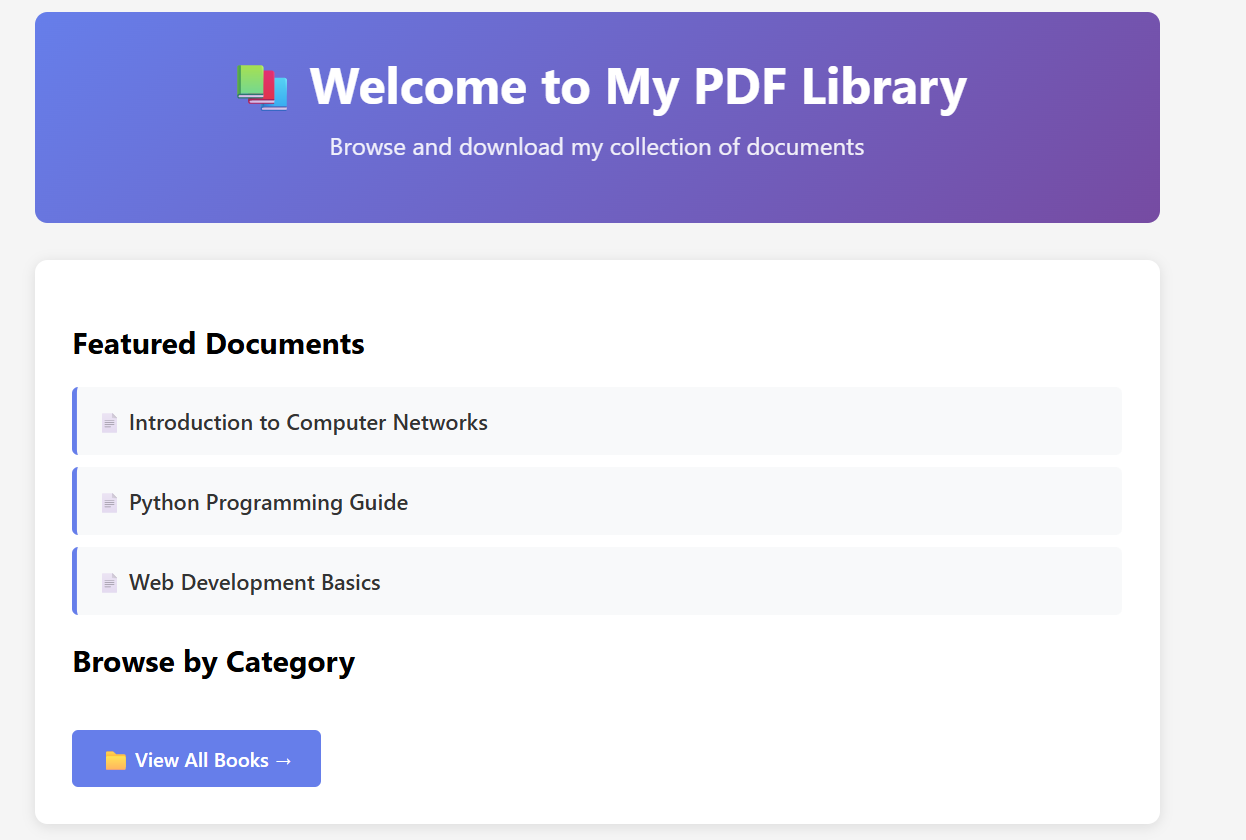 Welcome to My PDF Library
Browse and download my collection of documents
Featured Documents
Introduction to Computer Networks
Python Programming Guide
Web Development Basics
Browse by Category
View All Books →